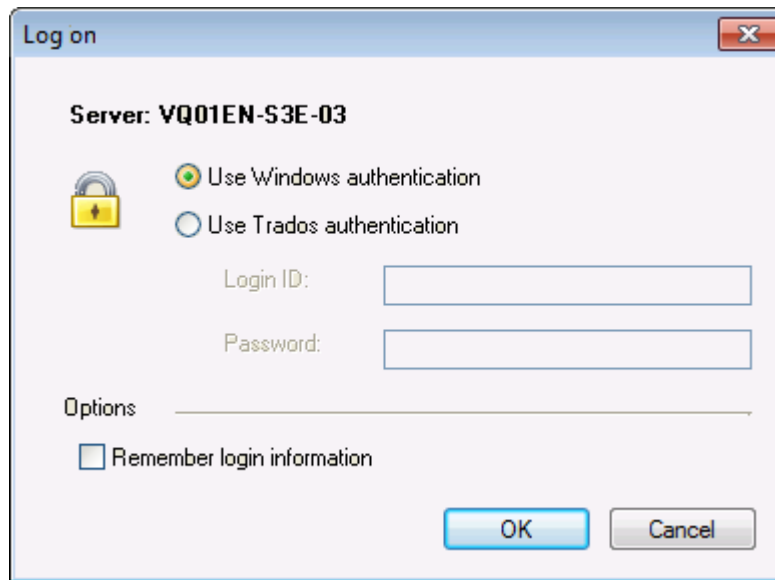 Log on
Server: VQ01EN-S3E-03
Use Windows authentication
Use Trados authentication
Login ID:
Password:
Options
Remember login information
OK Cancel